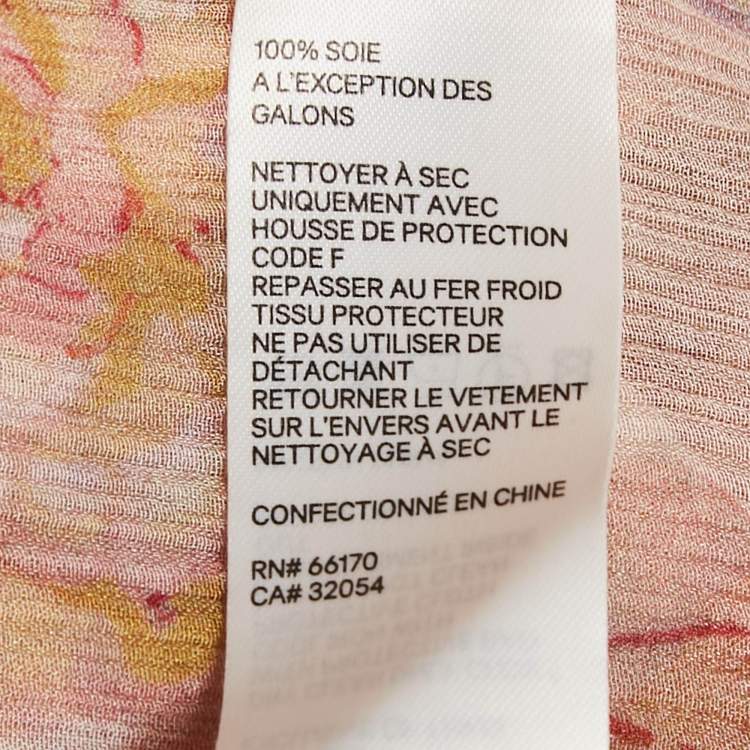 100% SOIE
A L'EXCEPTION DES
GALONS
NETTOYER À SEC
UNIQUEMENT AVEC
HOUSSE DE PROTECTION
CODE F
REPASSER AU FER FROID
TISSU PROTECTEUR
NE PAS UTILISER DE
DÉTACHANT
RETOURNER LE VETEMENT
SUR L'ENVERS AVANT LE
NETTOYAGE À SEC
CONFECTIONNÉ EN CHINE
RN# 66170
CA# 32054